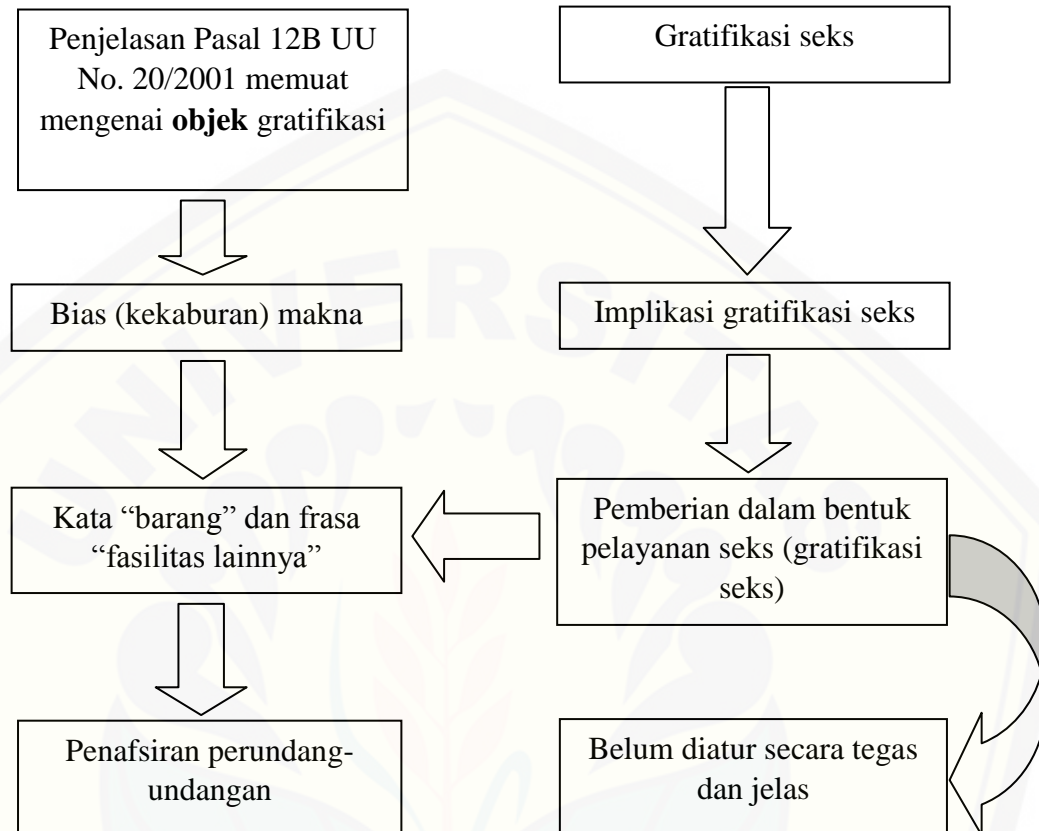 Penjelasan Pasal 12B UU
No. 20/2001 memuat
mengenai objek gratifikasi
Gratifikasi seks
Bias (kekaburan) makna
Implikasi gratifikasi seks
Kata “barang” dan frasa
“fasilitas lainnya”
Pemberian dalam bentuk
pelayanan seks (gratifikasi
seks)
Penafsiran perundang-
undangan
Belum diatur secara tegas
dan jelas
UNIVERSITAS